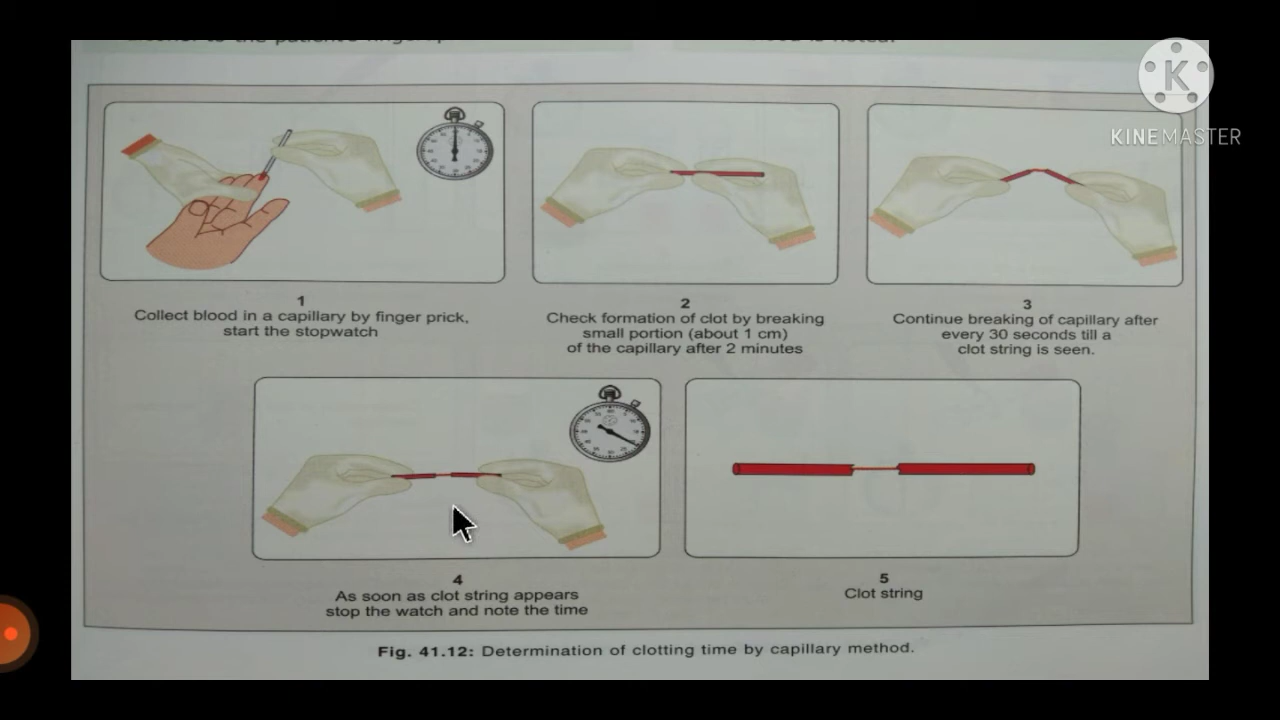 KINEMASTER
1
Collect blood in a capillary by finger prick,
start the stopwatch
2
Check formation of clot by breaking
small portion (about 1 cm)
of the capillary after 2 minutes
3
Continue breaking of capillary after
every 30 seconds till a
clot string is seen.
4
As soon as clot string appears
stop the watch and note the time
5
Clot string
Fig. 41.12: Determination of clotting time by capillary method.